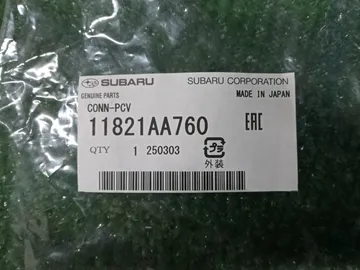 SUBARU SUBARU CORPORATION
GENUINE PARTS MADE IN JAPAN
CONN-PCV
11821AA760 EAC
QTY 1 250303 プラ
外装